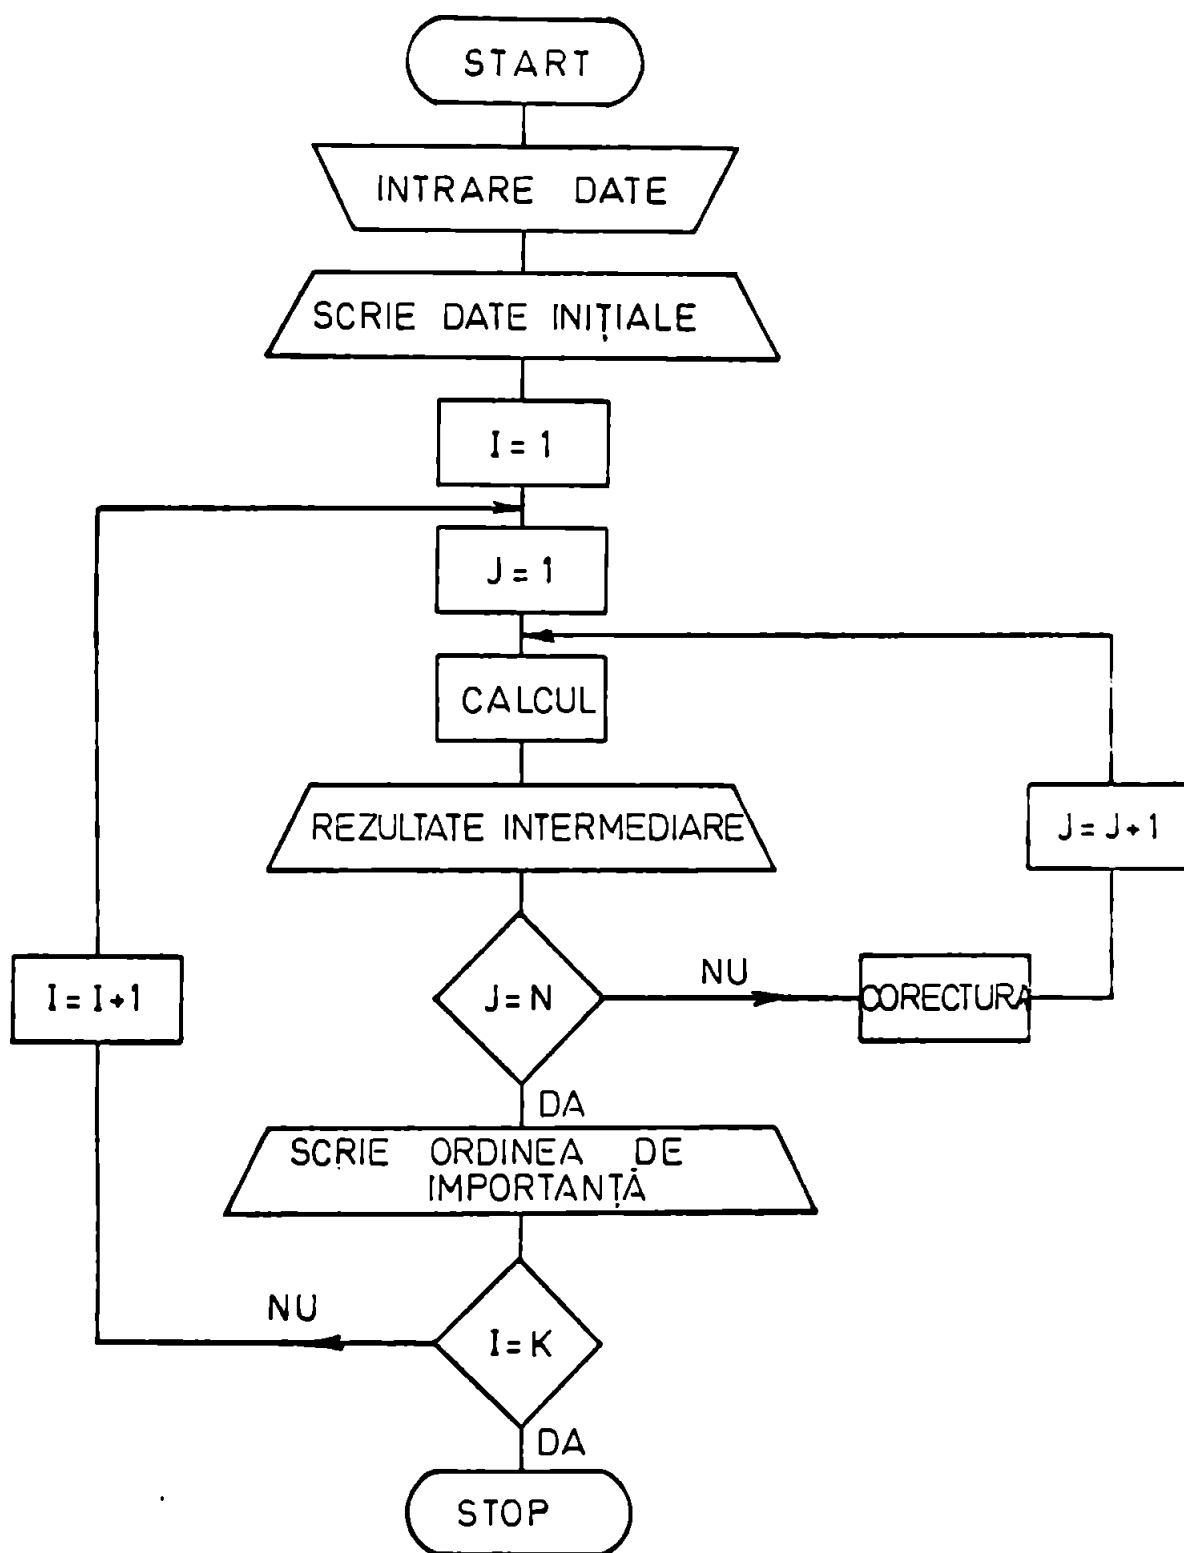 START
INTRARE DATE
SCRIE DATE INIȚIALE
I = 1
J = 1
CALCUL
REZULTATE INTERMEDIARE
J = J+1
I = I+1
J = N
NU
CORECTURA
DA
SCRIE ORDINEA DE
IMPORTANȚĂ
NU
I = K
DA
STOP